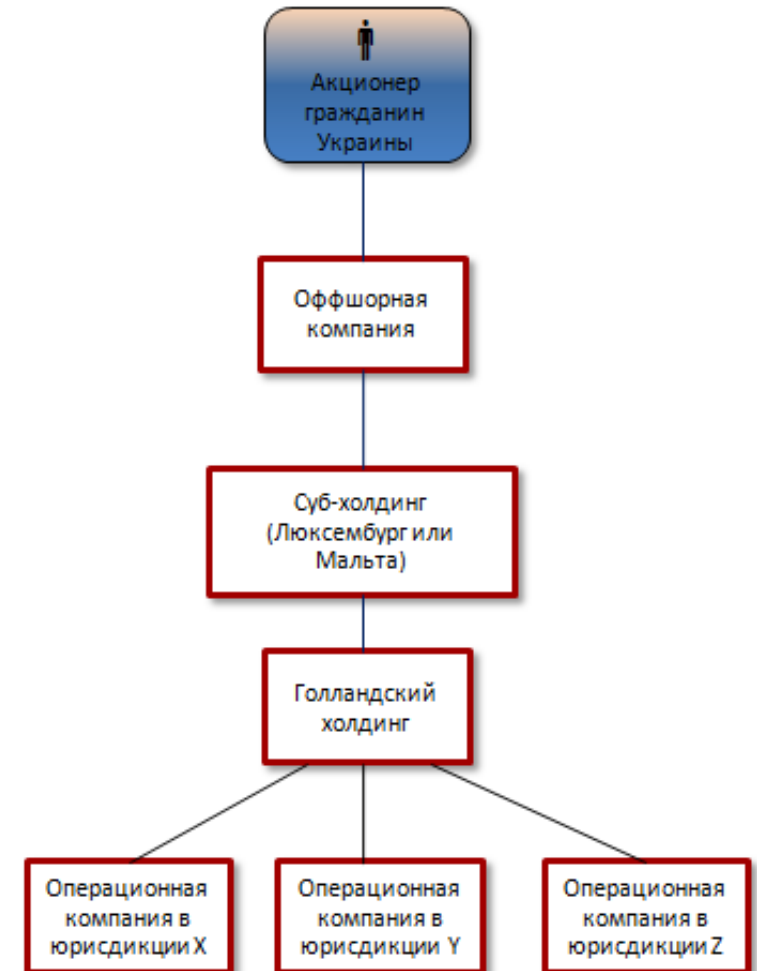 Акционер
гражданин
Украины
Оффшорная
компания
Суб-холдинг
(Люксембург или
Мальта)
Голландский
холдинг
Операционная
компания в
юрисдикции X
Операционная
компания в
юрисдикции Y
Операционная
компания в
юрисдикции Z